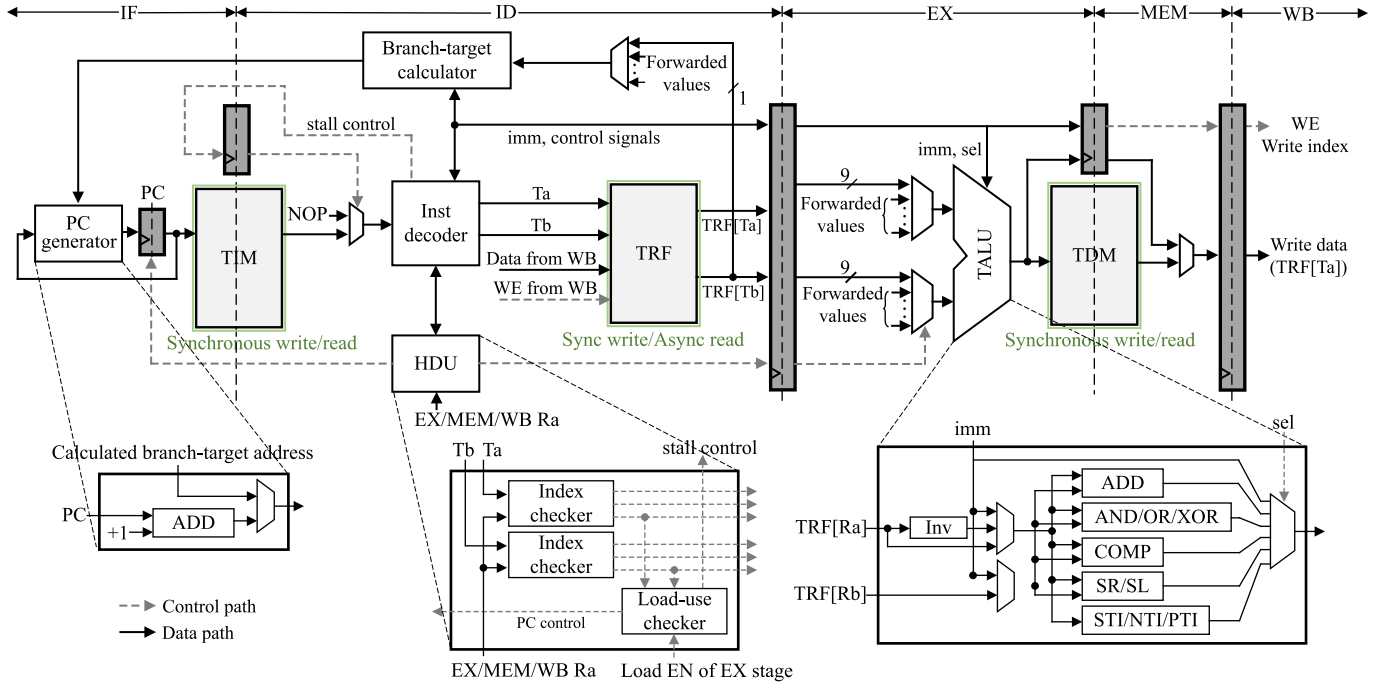 IF
ID
EX
MEM
WB
Branch-target
calculator
Forwarded
values
1
stall control
imm, control signals
imm, sel
WE
Write index
PC
PC
generator
TIM
NOP
Inst
decoder
Ta
Tb
Data from WB
WE from WB
TRF
TRF[Ta]
TRF[Tb]
9
Forwarded
values
9
Forwarded
values
TALU
TDM
Write data
(TRF[Ta])
Synchronous write/read
Sync write/Async read
Synchronous write/read
HDU
EX/MEM/WB Ra
Calculated branch-target address
PC
+1
ADD
Tb
Ta
stall control
Index
checker
Index
checker
Load-use
checker
PC control
EX/MEM/WB Ra
Load EN of EX stage
imm
sel
TRF[Ra]
Inv
TRF[Rb]
ADD
AND/OR/XOR
COMP
SR/SL
STI/NTI/PTI
Control path
Data path